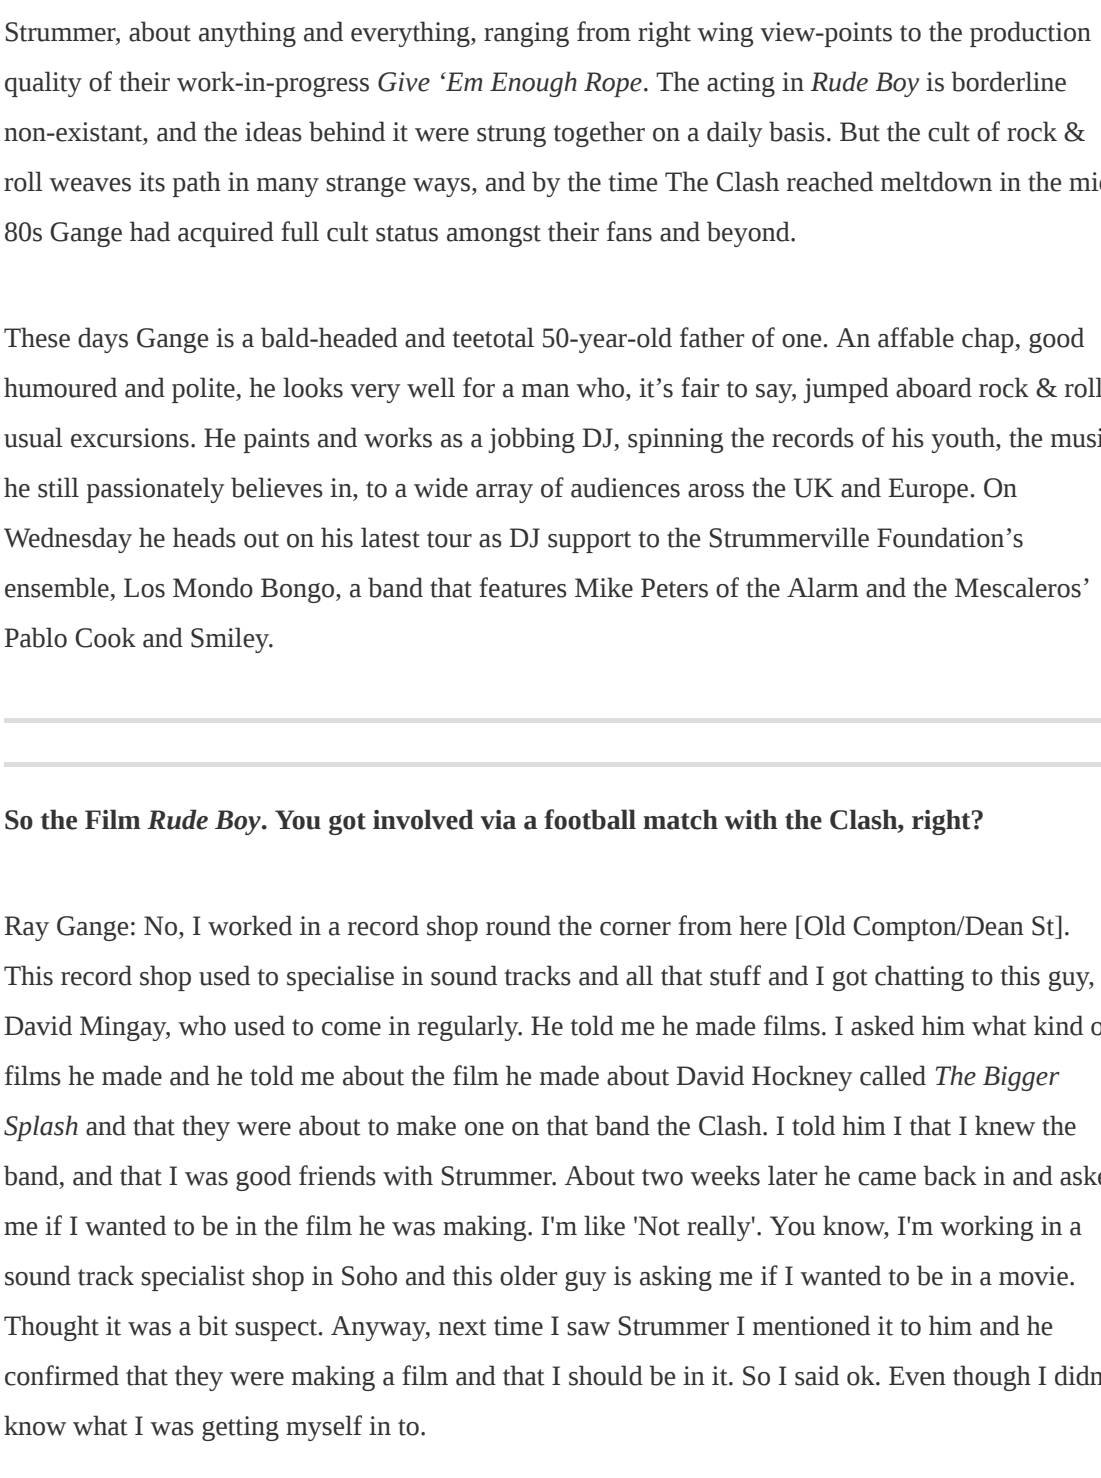 Strummer, about anything and everything, ranging from right wing view-points to the production
quality of their work-in-progress Give ‘Em Enough Rope. The acting in Rude Boy is borderline
non-existant, and the ideas behind it were strung together on a daily basis. But the cult of rock &
roll weaves its path in many strange ways, and by the time The Clash reached meltdown in the
80s Gange had acquired full cult status amongst their fans and beyond.
These days Gange is a bald-headed and teetotal 50-year-old father of one. An affable chap, good
humoured and polite, he looks very well for a man who, it’s fair to say, jumped aboard rock & roll
usual excursions. He paints and works as a jobbing DJ, spinning the records of his youth, the
he still passionately believes in, to a wide array of audiences aross the UK and Europe. On
Wednesday he heads out on his latest tour as DJ support to the Strummerville Foundation’s
ensemble, Los Mondo Bongo, a band that features Mike Peters of the Alarm and the Mescaleros’
Pablo Cook and Smiley.
So the Film Rude Boy. You got involved via a football match with the Clash, right?
Ray Gange: No, I worked in a record shop round the corner from here [Old Compton/Dean St].
This record shop used to specialise in sound tracks and all that stuff and I got chatting to this guy,
David Mingay, who used to come in regularly. He told me he made films. I asked him what kind
films he made and he told me about the film he made about David Hockney called The Bigger
Splash and that they were about to make one on that band the Clash. I told him I that I knew the
band, and that I was good friends with Strummer. About two weeks later he came back in and
me if I wanted to be in the film he was making. I'm like 'Not really'. You know, I'm working in a
sound track specialist shop in Soho and this older guy is asking me if I wanted to be in a movie.
Thought it was a bit suspect. Anyway, next time I saw Strummer I mentioned it to him and he
confirmed that they were making a film and that I should be in it. So I said ok. Even though I
know what I was getting myself in to.